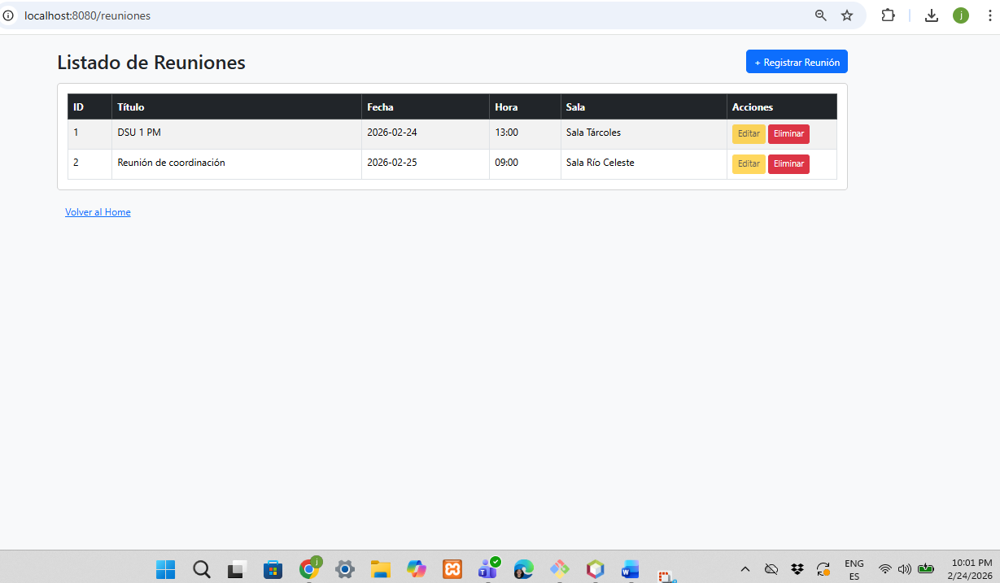 localhost:8080/reuniones
j
Listado de Reuniones
+ Registrar Reunión
ID Título Fecha Hora Sala Acciones
1 DSU 1 PM 2026-02-24 13:00 Sala Tárcoles Editar Eliminar
2 Reunión de coordinación 2026-02-25 09:00 Sala Río Celeste Editar Eliminar
Volver al Home
j
T
W
ENG
ES
10:01 PM
2/24/2026